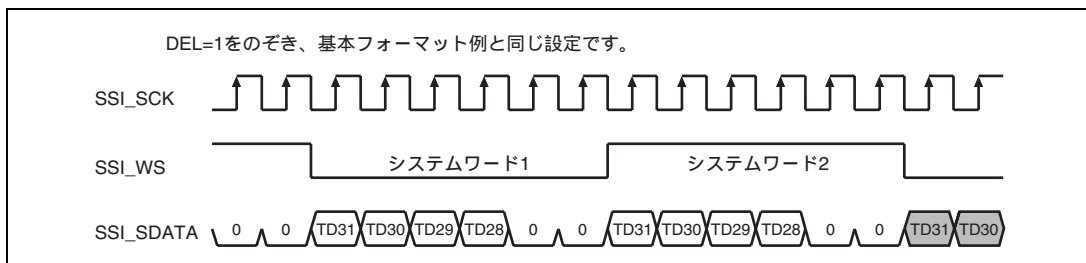 DEL=1をのぞき、基本フォーマット例と同じ設定です。
SSI_SCK
SSI_WS システムワード1 システムワード2
SSI_SDATA 0 0 TD31 TD30 TD29 TD28 0 0 TD31 TD30 TD29 TD28 0 0 TD31 TD30